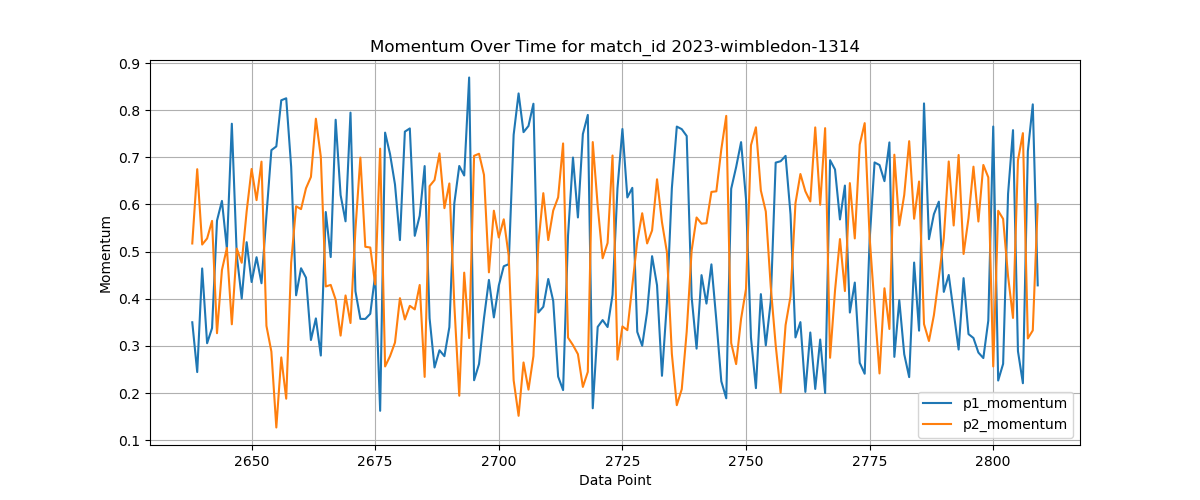 Momentum Over Time for match_id 2023-wimbledon-1314
Momentum
0.9
0.8
0.7
0.6
0.5
0.4
0.3
0.2
0.1
2650 2675 2700 2725 2750 2775 2800
Data Point
p1_momentum
p2_momentum